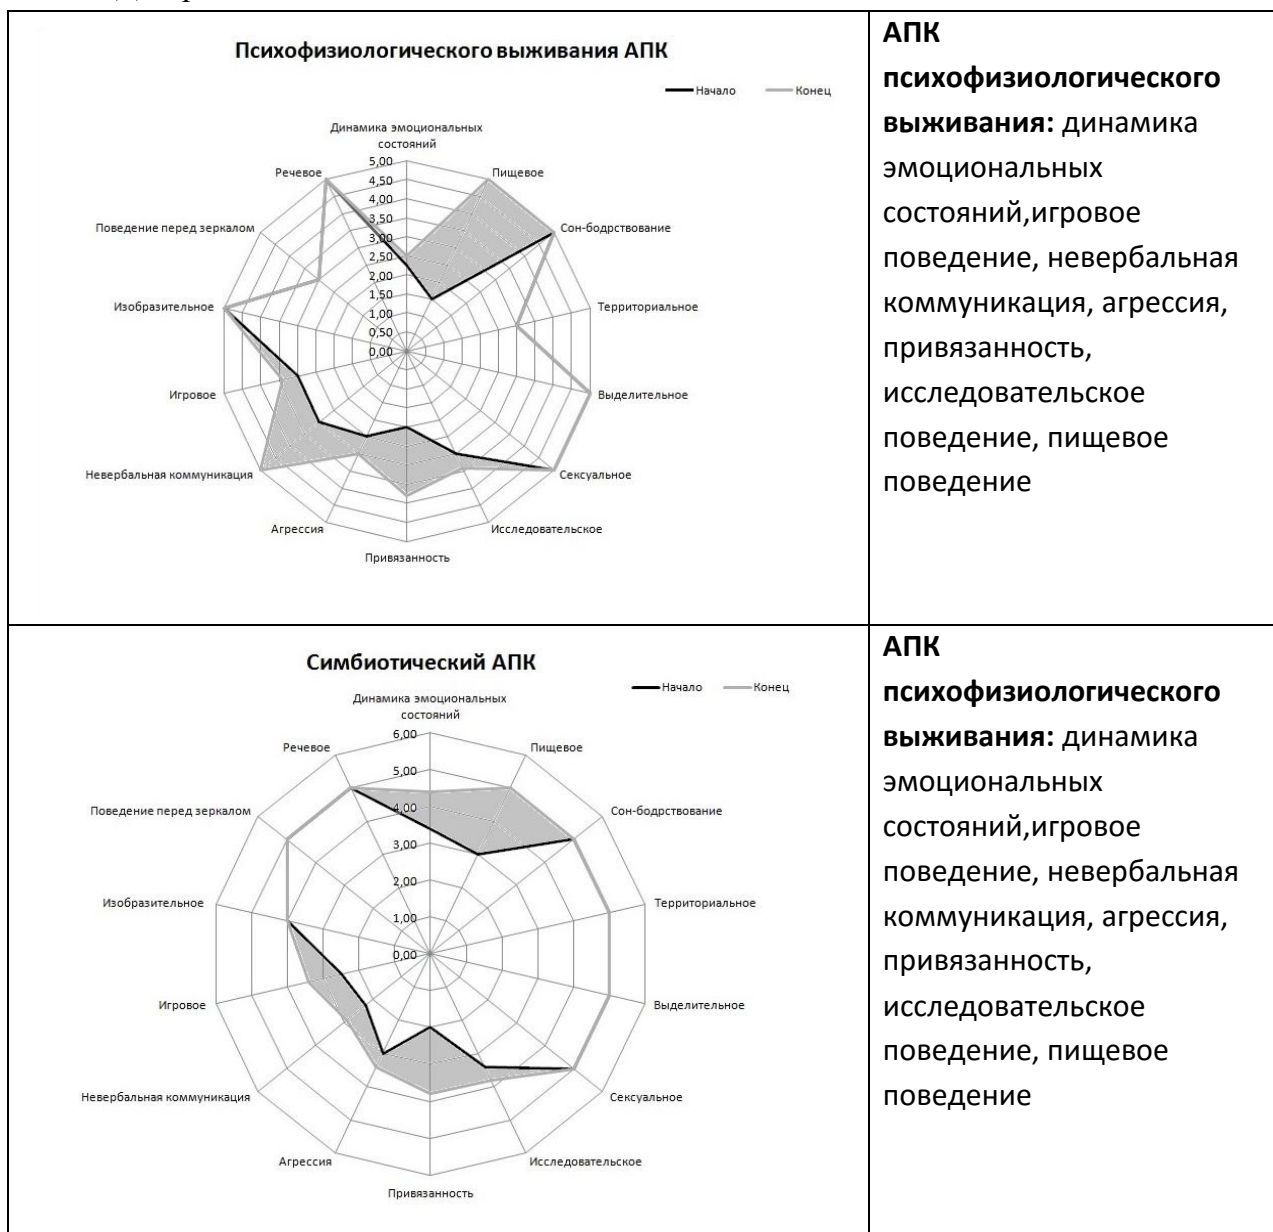 Психофизиологического выживания АПК
Начало
Конец
Динамика эмоциональных
состояний
Пищевое
Сон-бодрствование
Территориальное
Выделительное
Сексуальное
Исследовательское
Привязанность
Агрессия
Невербальная коммуникация
Игровое
Изобразительное
Поведение перед зеркалом
Речевое
5,00
4,50
4,00
3,50
3,00
2,50
2,00
1,50
1,00
0,50
0,00
АПК
психофизиологического
выживания: динамика
эмоциональных
состояний,игровое
поведение, невербальная
коммуникация, агрессия,
привязанность,
исследовательское
поведение, пищевое
поведение
Симбиотический АПК
Начало
Конец
Динамика эмоциональных
состояний
Пищевое
Сон-бодрствование
Территориальное
Выделительное
Сексуальное
Исследовательское
Привязанность
Агрессия
Невербальная коммуникация
Игровое
Изобразительное
Поведение перед зеркалом
Речевое
6,00
5,00
4,00
3,00
2,00
1,00
0,00
АПК
психофизиологического
выживания: динамика
эмоциональных
состояний,игровое
поведение, невербальная
коммуникация, агрессия,
привязанность,
исследовательское
поведение, пищевое
поведение